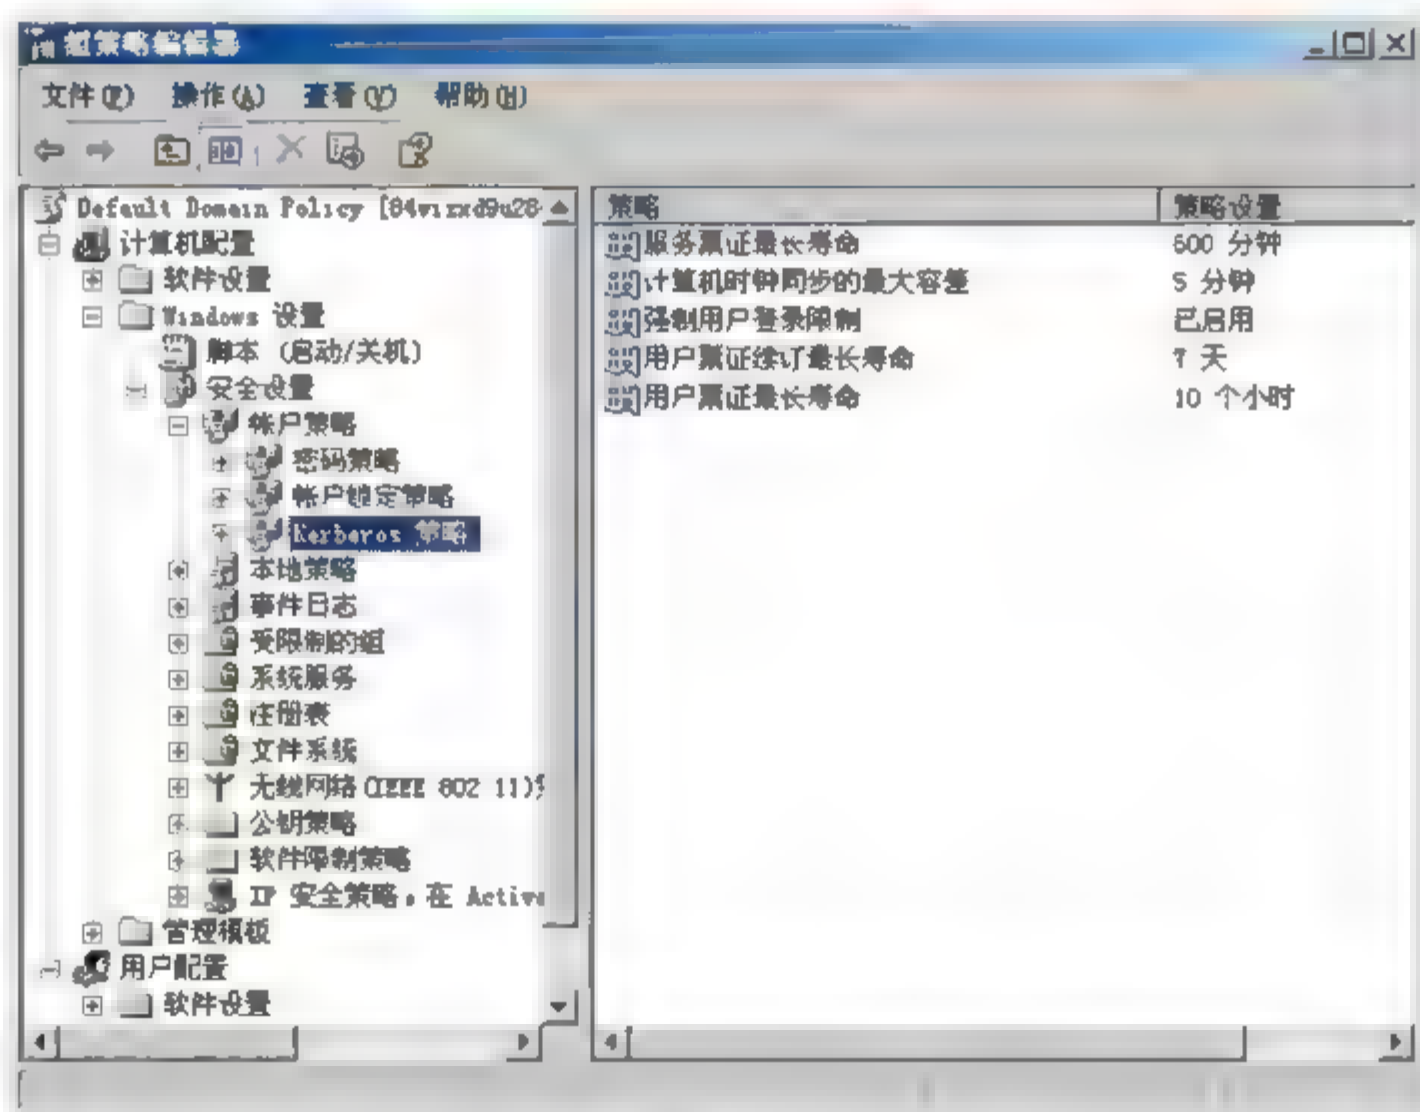 组策略编辑器
文件(F) 操作(A) 查看(V) 帮助(H)
Default Domain Policy
计算机配置
软件设置
Windows 设置
脚本 (启动/关机)
安全设置
帐户策略
密码策略
帐户锁定策略
Kerberos 策略
本地策略
事件日志
受限制的组
系统服务
注册表
文件系统
无线网络(IEEE 802 11)
公钥策略
软件限制策略
IP 安全策略，在 Active
管理模板
用户配置
软件设置
策略 策略设置
服务票证最长寿命 600 分钟
计算机时钟同步的最大容差 5 分钟
强制用户登录限制 已启用
用户票证续订最长寿命 7 天
用户票证最长寿命 10 个小时